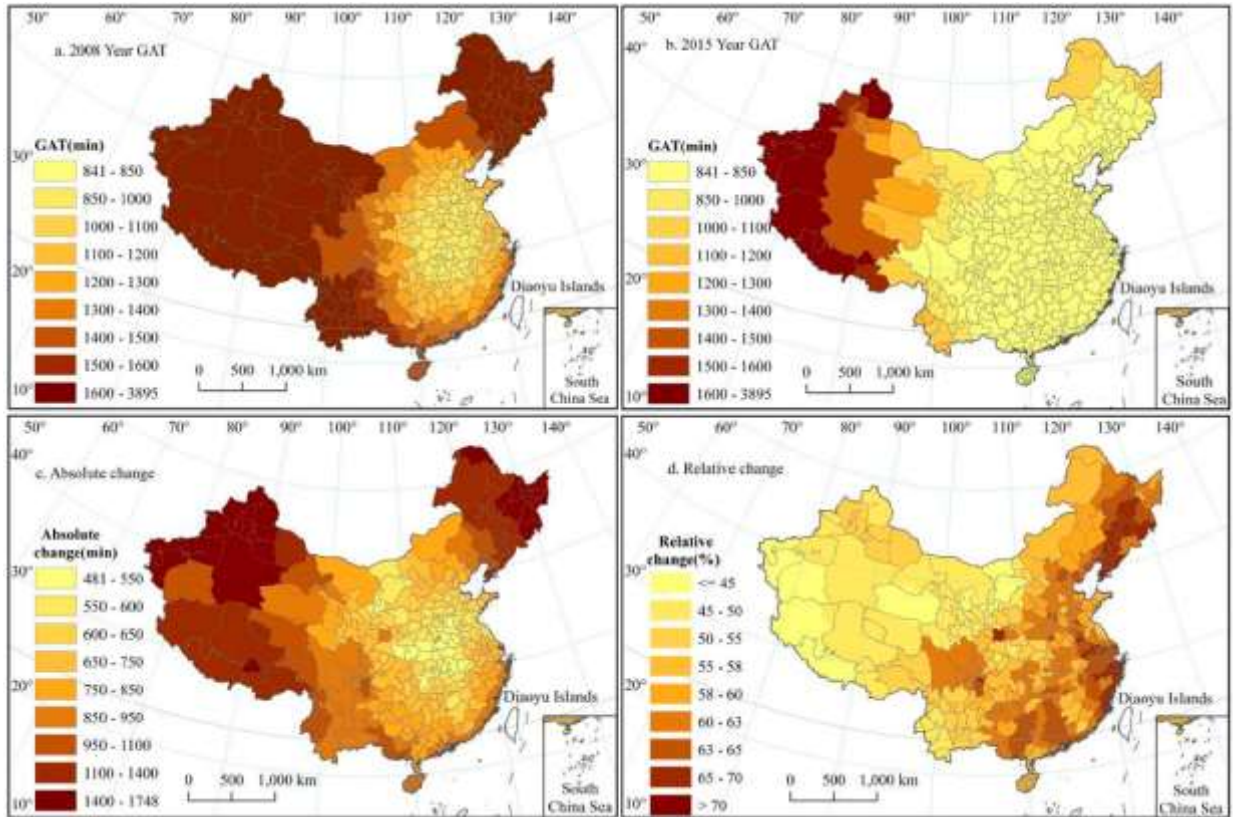 50° 60° 70° 80° 90° 100° 110° 120° 130° 140°
a. 2008 Year GAT
40°
30°
20°
10°
GAT(min)
841 - 850
850 - 1000
1000 - 1100
1100 - 1200
1200 - 1300
1300 - 1400
1400 - 1500
1500 - 1600
1600 - 3895
0 500 1,000 km
Diaoyu Islands
South
China Sea
50° 60° 70° 80° 90° 100° 110° 120° 130° 140°
b. 2015 Year GAT
40°
30°
20°
10°
GAT(min)
841 - 850
850 - 1000
1000 - 1100
1100 - 1200
1200 - 1300
1300 - 1400
1400 - 1500
1500 - 1600
1600 - 3895
0 500 1,000 km
Diaoyu Islands
South
China Sea
50° 60° 70° 80° 90° 100° 110° 120° 130° 140°
c. Absolute change
40°
30°
20°
10°
Absolute
change(min)
481 - 550
550 - 600
600 - 650
650 - 750
750 - 850
850 - 950
950 - 1100
1100 - 1400
1400 - 1748
0 500 1,000 km
Diaoyu Islands
South
China Sea
50° 60° 70° 80° 90° 100° 110° 120° 130° 140°
d. Relative change
40°
30°
20°
10°
Relative
change(%)
<= 45
45 - 50
50 - 55
55 - 58
58 - 60
60 - 63
63 - 65
65 - 70
> 70
0 500 1,000 km
Diaoyu Islands
South
China Sea